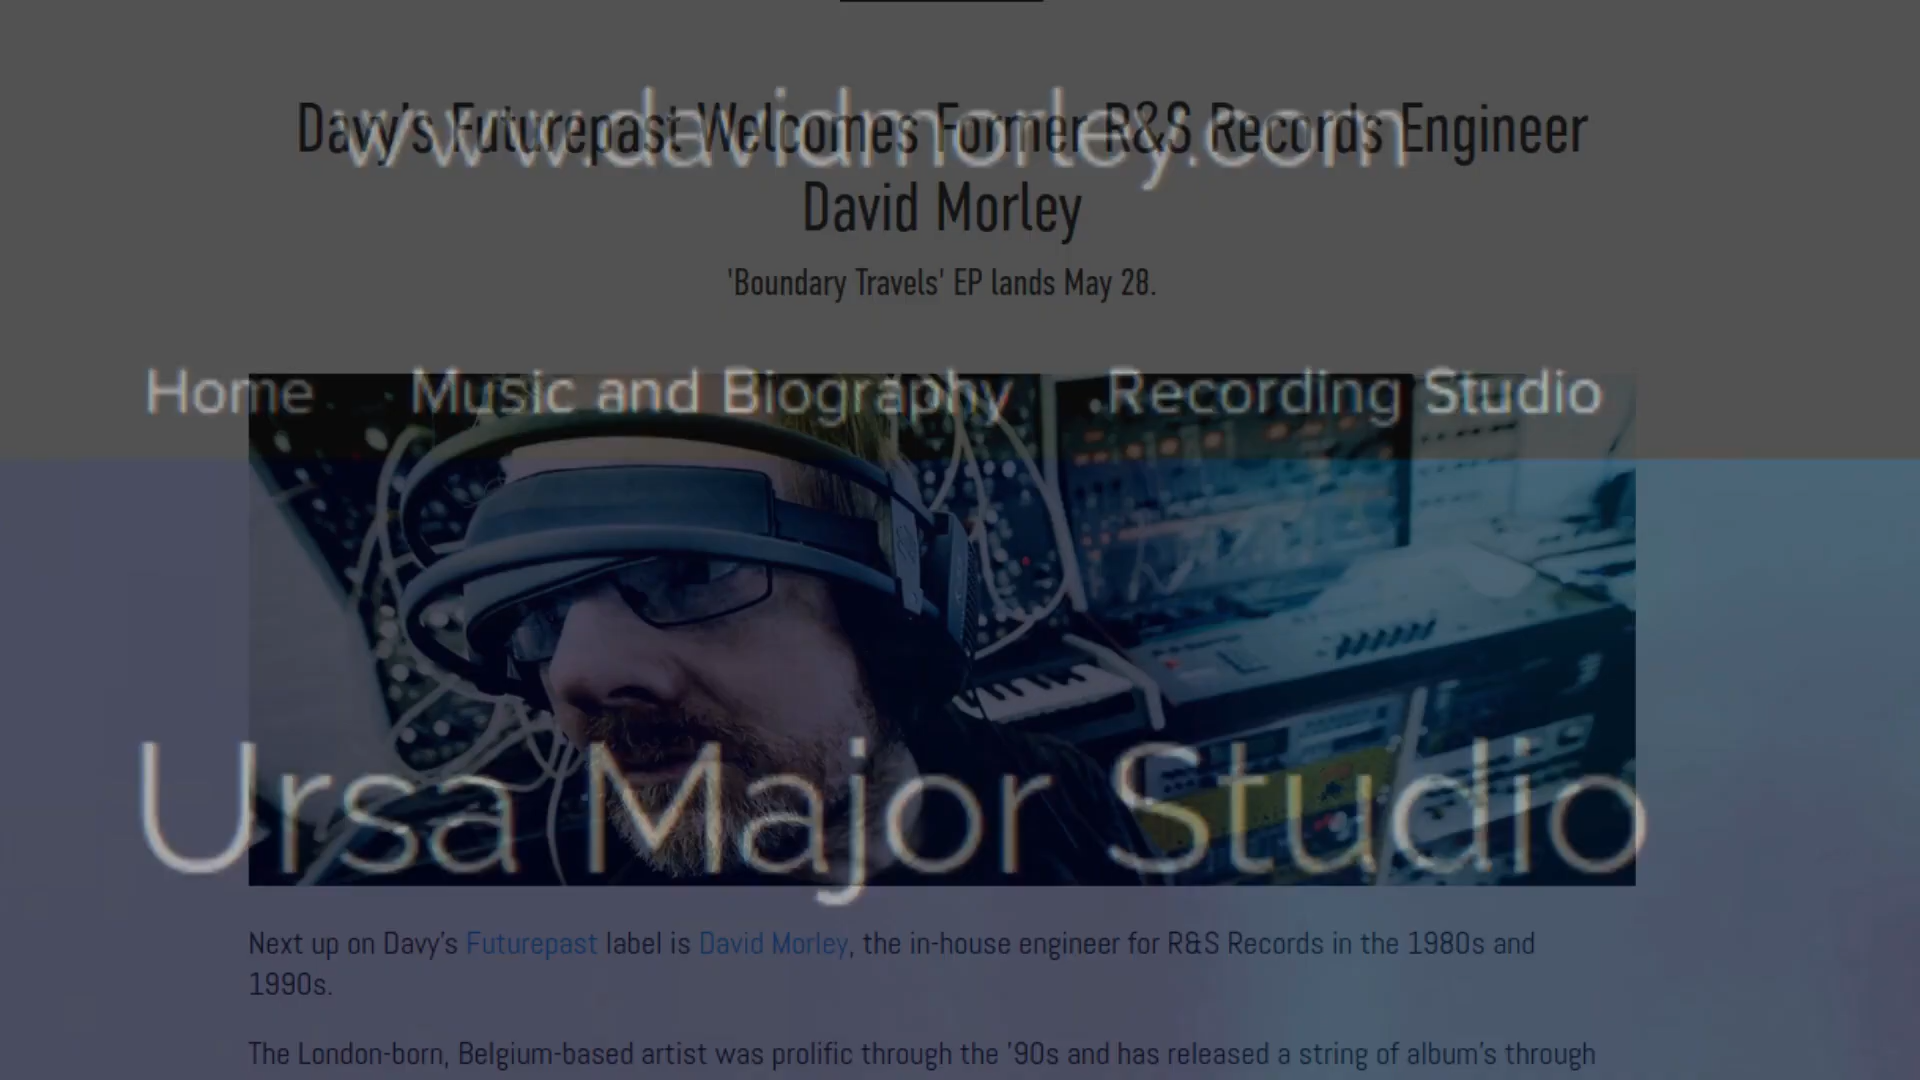 Davy's Futurepast Welcomes Former R&S Records Engineer
David Morley
www.davidmorley.com
'Boundary Travels' EP lands May 28.
Home Music and Biography Recording Studio
Ursa Major Studio
Next up on Davy's Futurepast label is David Morley, the in-house engineer for R&S Records in the 1980s and
1990s.
The London-born, Belgium-based artist was prolific through the '90s and has released a string of album's through